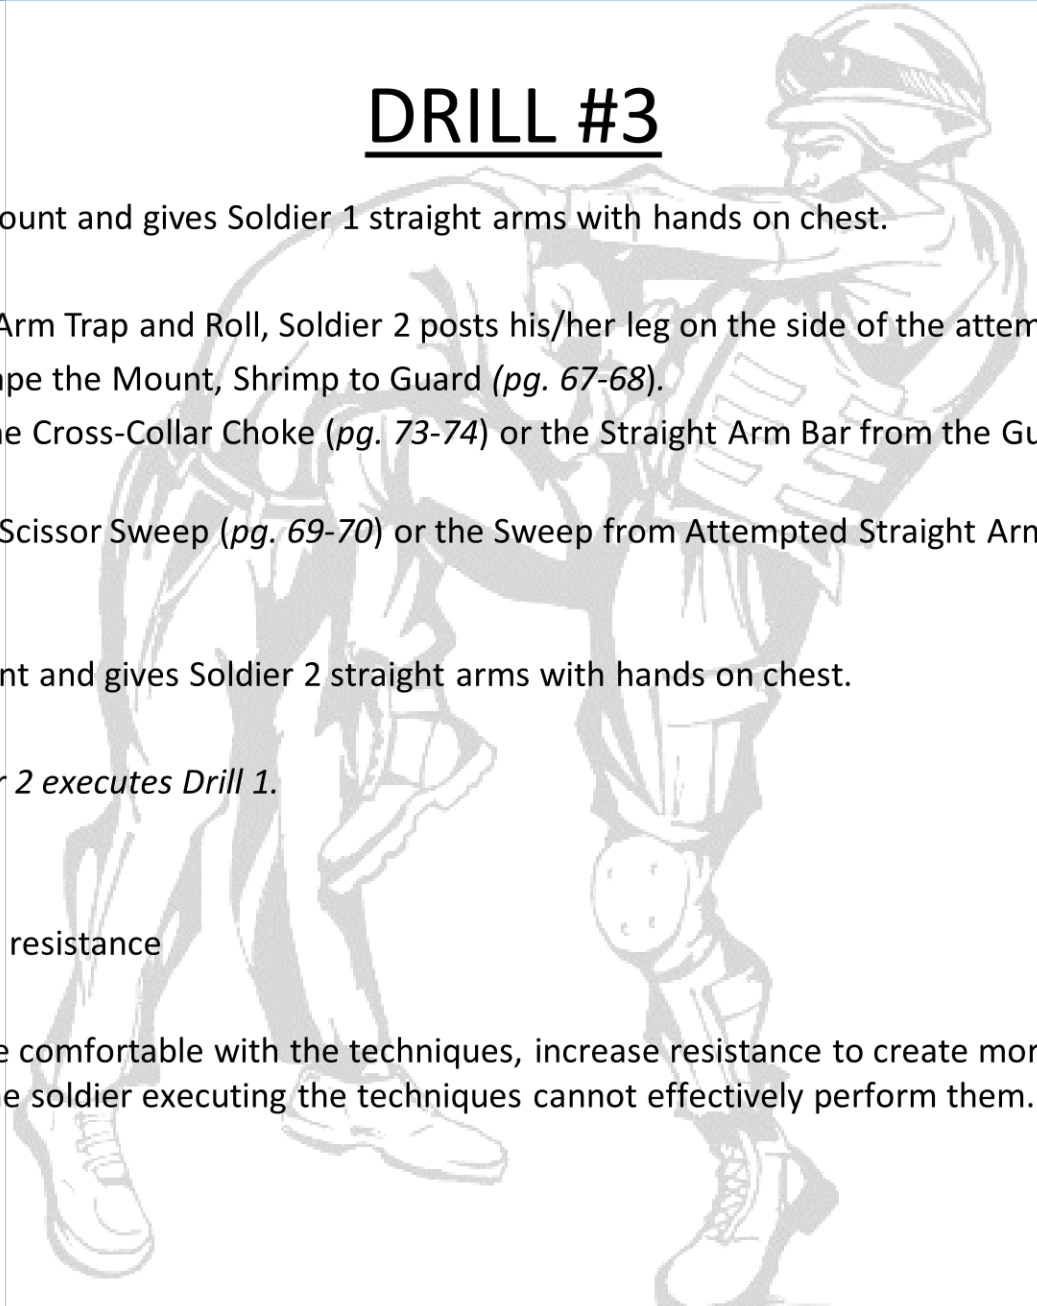 DRILL #3
ount and gives Soldier 1 straight arms with hands on chest.
Arm Trap and Roll, Soldier 2 posts his/her leg on the side of the attem
ape the Mount, Shrimp to Guard (pg. 67-68).
e Cross-Collar Choke (pg. 73-74) or the Straight Arm Bar from the Gu
Scissor Sweep (pg. 69-70) or the Sweep from Attempted Straight Arm
nt and gives Soldier 2 straight arms with hands on chest.
r 2 executes Drill 1.
resistance
e comfortable with the techniques, increase resistance to create mor
e soldier executing the techniques cannot effectively perform them.